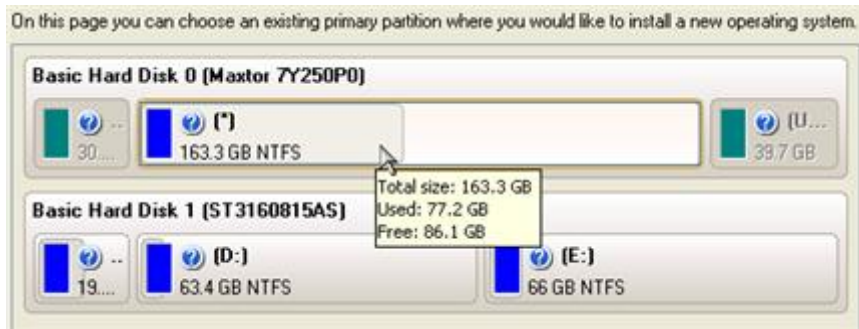 On this page you can choose an existing primary partition where you would like to install a new operating system.
Basic Hard Disk 0 (Maxtor 7Y250P0)
..
30....
(*)
163.3 GB NTFS
(U...
39.7 GB
Total size: 163.3 GB
Used: 77.2 GB
Free: 86.1 GB
Basic Hard Disk 1 (ST3160815AS)
..
19....
(D:)
63.4 GB NTFS
(E:)
66 GB NTFS